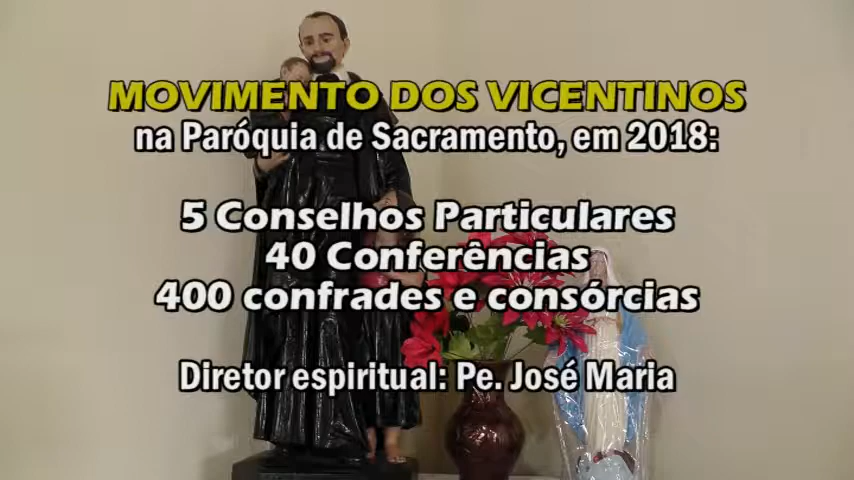 MOVIMENTO DOS VICENTINOS
na Paróquia de Sacramento, em 2018:
5 Conselhos Particulares
40 Conferências
400 confrades e consórcias
Diretor espiritual: Pe. José Maria